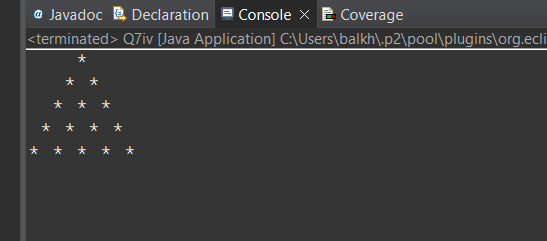 @ Javadoc Declaration Console × Coverage
<terminated> Q7iv [Java Application] C:\Users\balkh\.p2\pool\plugins\org.ecli
    *
   * *
  * * *
 * * * *
* * * * *